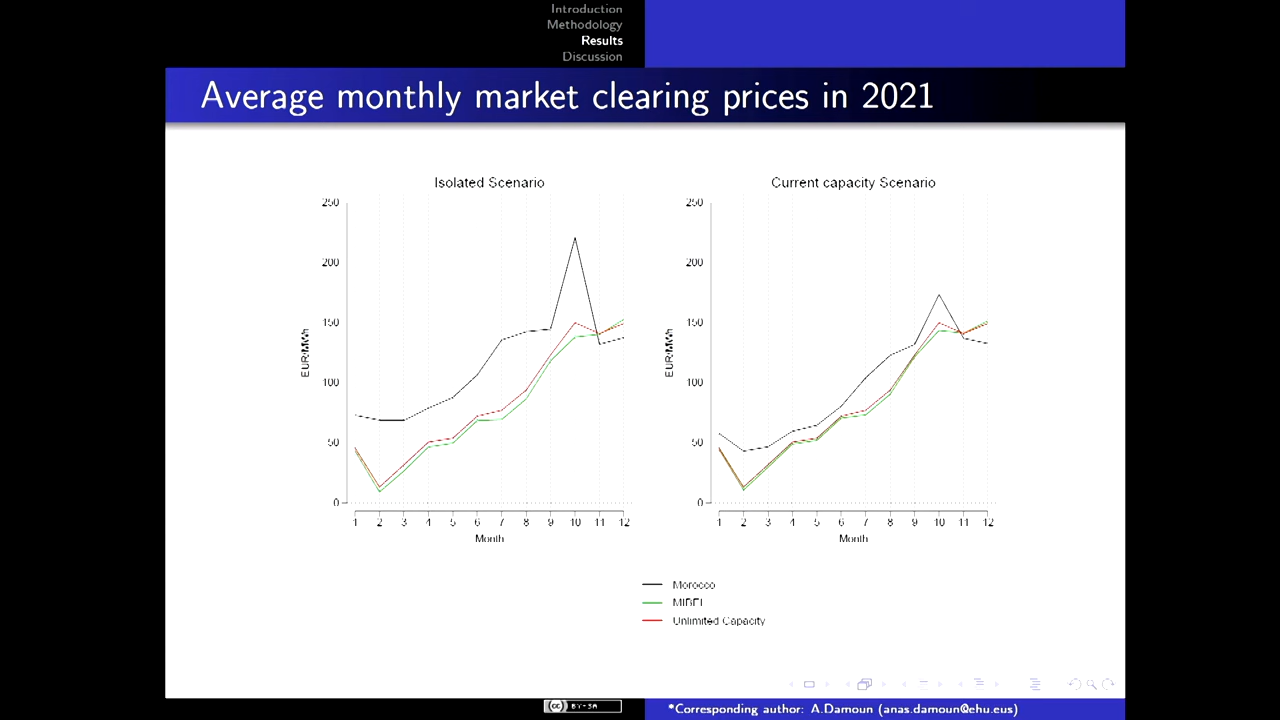 Introduction
Methodology
Results
Discussion
Average monthly market clearing prices in 2021
Isolated Scenario
250
200
150
100
50
0
EUR/MWh
1 2 3 4 5 6 7 8 9 10 11 12
Month
Current capacity Scenario
250
200
150
100
50
0
EUR/MWh
1 2 3 4 5 6 7 8 9 10 11 12
Month
Morocco
MIBEL
Unlimited Capacity
cc BY-SA
*Corresponding author: A.Damoun (anas.damoun@ehu.eus)